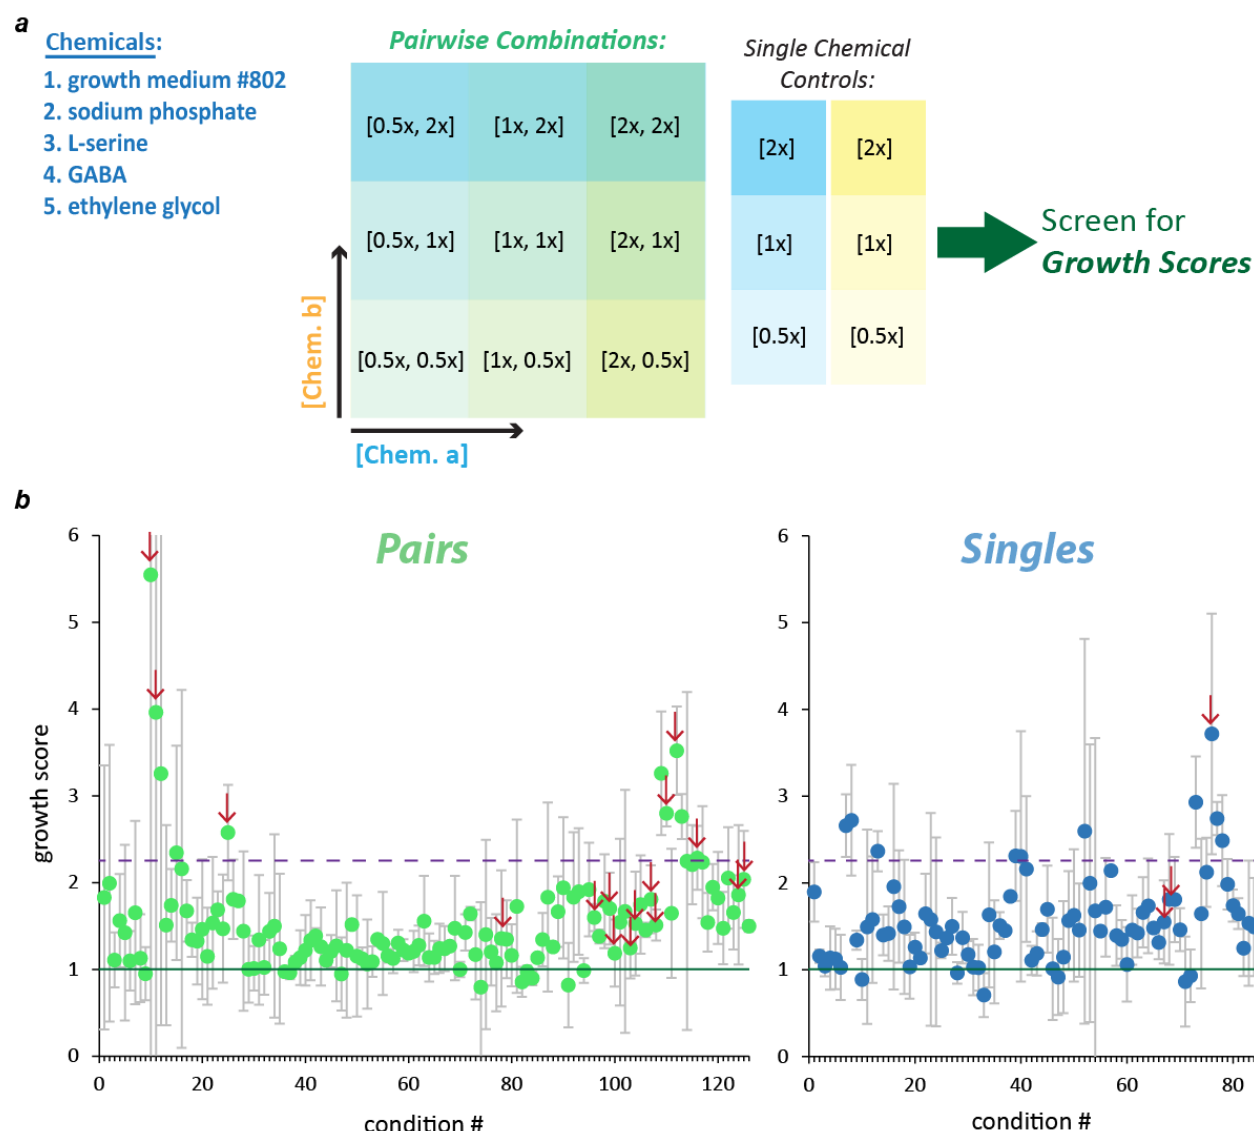 a
Chemicals:
1. growth medium #802
2. sodium phosphate
3. L-serine
4. GABA
5. ethylene glycol
Pairwise Combinations:
[0.5x, 2x] [1x, 2x] [2x, 2x]
[0.5x, 1x] [1x, 1x] [2x, 1x]
[0.5x, 0.5x] [1x, 0.5x] [2x, 0.5x]
[Chem. b]
[Chem. a]
Single Chemical
Controls:
[2x] [2x]
[1x] [1x]
[0.5x] [0.5x]
Screen for
Growth Scores
b
Pairs
growth score
6
5
4
3
2
1
0
0 20 40 60 80 100 120
condition #
Singles
6
5
4
3
2
1
0
0 20 40 60 80
condition #